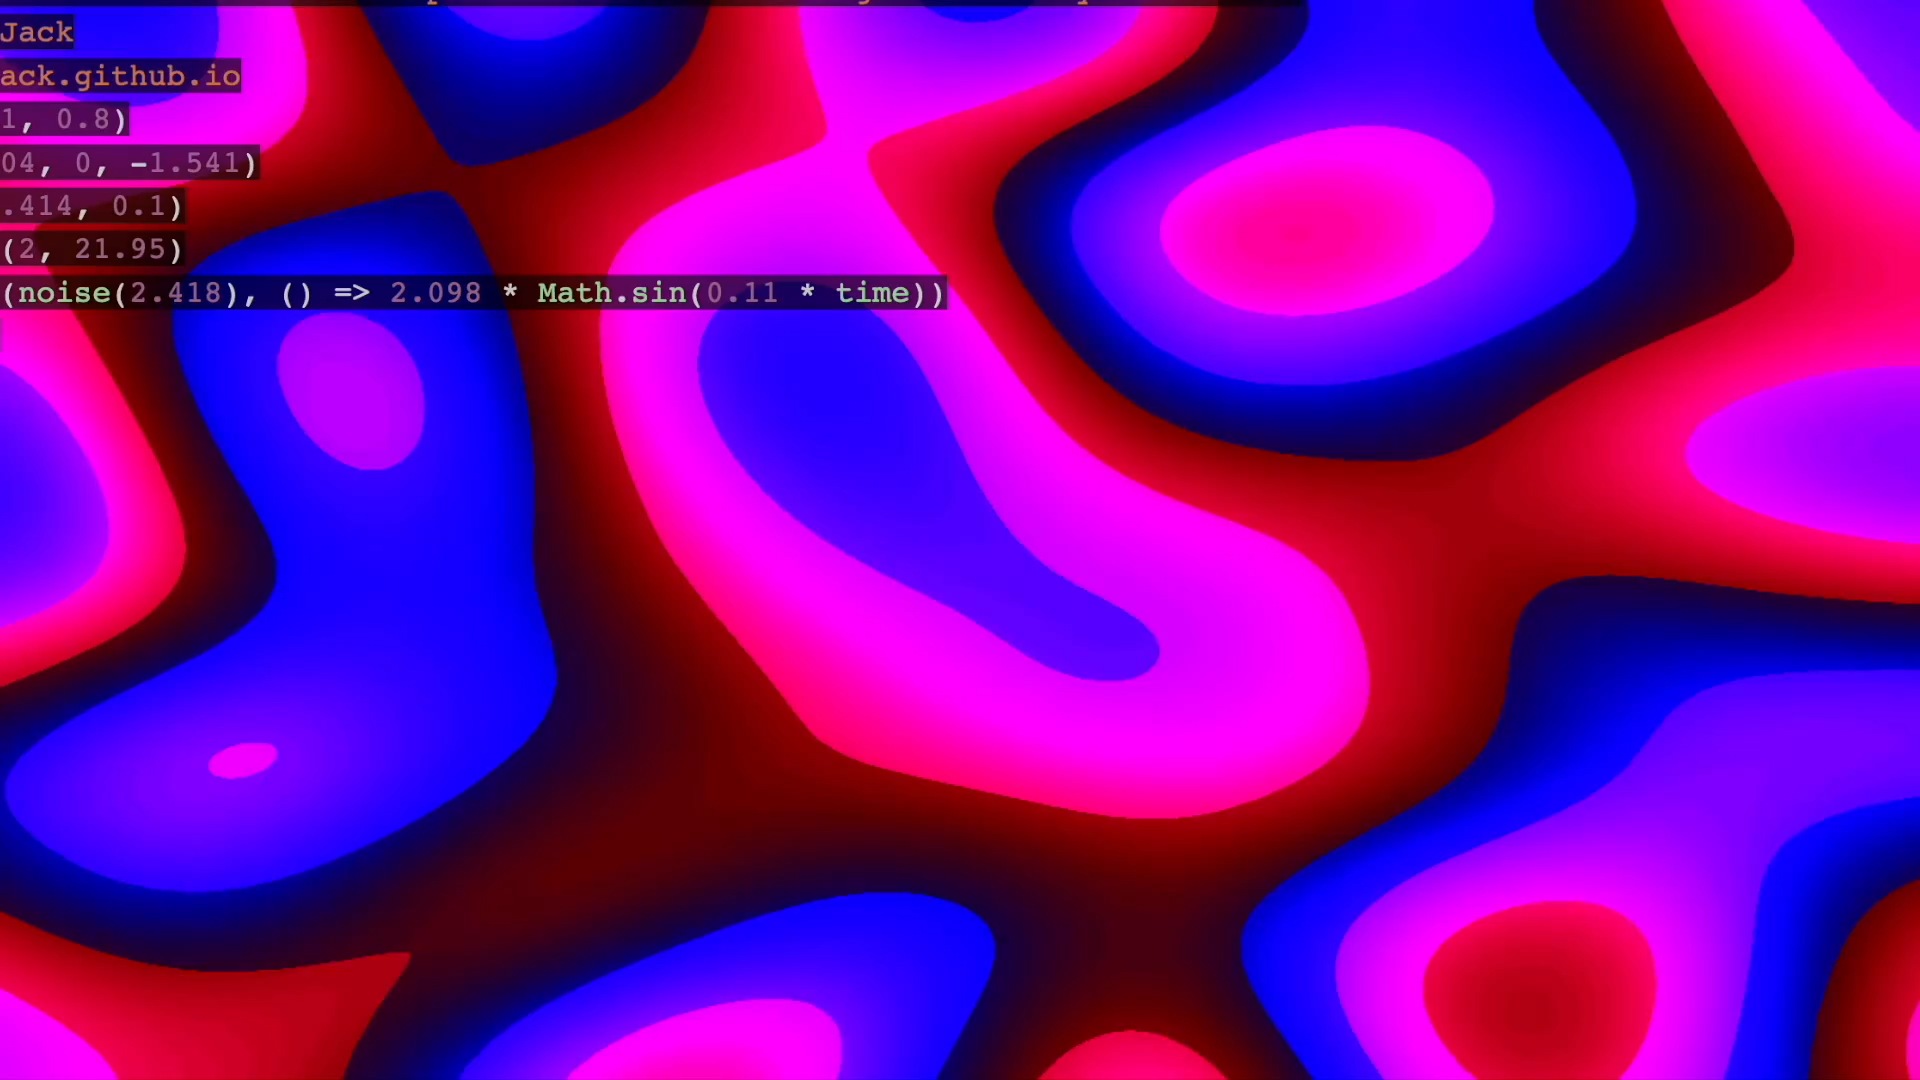 Jack
ack.github.io
1, 0.8)
04, 0, -1.541)
.414, 0.1)
(2, 21.95)
(noise(2.418), () => 2.098 * Math.sin(0.11 * time))